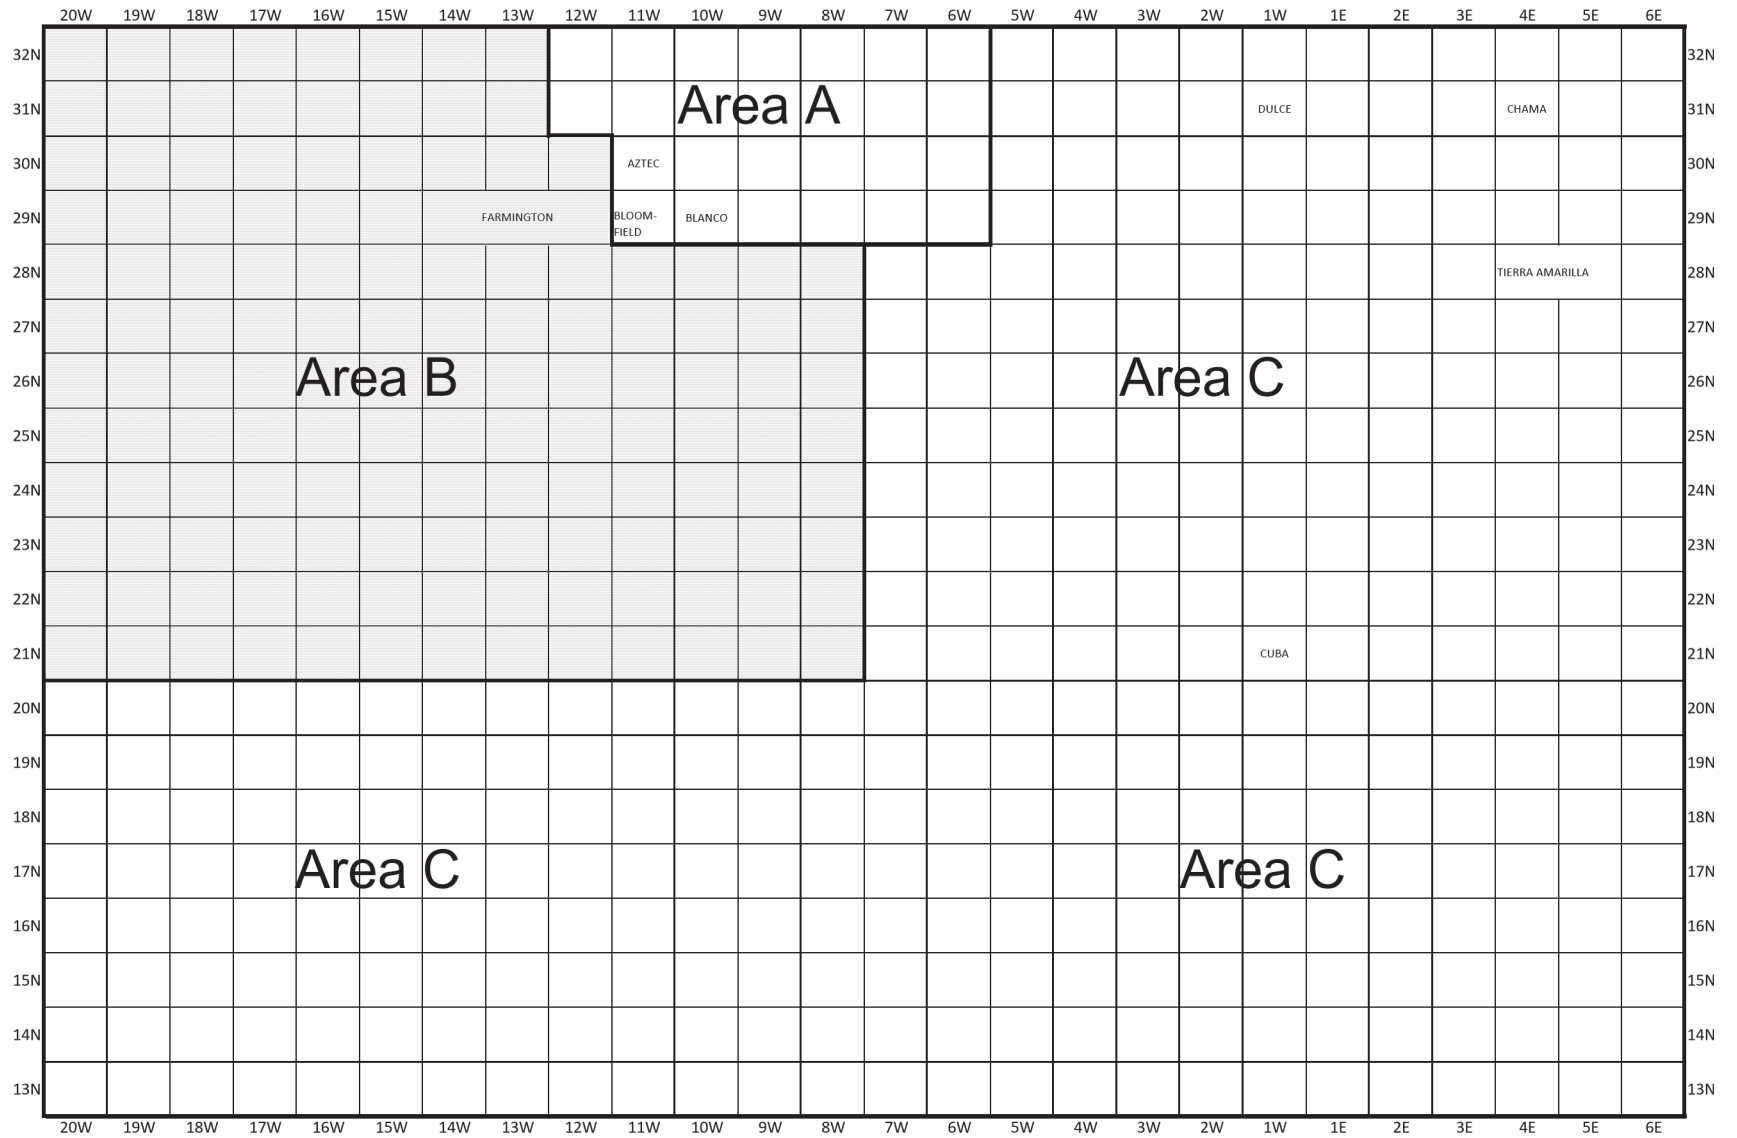 20W 19W 18W 17W 16W 15W 14W 13W 12W 11W 10W 9W 8W 7W 6W 5W 4W 3W 2W 1W 1E 2E 3E 4E 5E 6E
32N 32N
31N Area A DULCE CHAMA 31N
30N AZTEC 30N
29N FARMINGTON BLOOM- BLANCO 29N
FIELD
28N TIERRA AMARILLA 28N
27N 27N
26N Area B Area C 26N
25N 25N
24N 24N
23N 23N
22N 22N
21N CUBA 21N
20N 20N
19N 19N
18N 18N
17N Area C Area C 17N
16N 16N
15N 15N
14N 14N
13N 13N
20W 19W 18W 17W 16W 15W 14W 13W 12W 11W 10W 9W 8W 7W 6W 5W 4W 3W 2W 1W 1E 2E 3E 4E 5E 6E